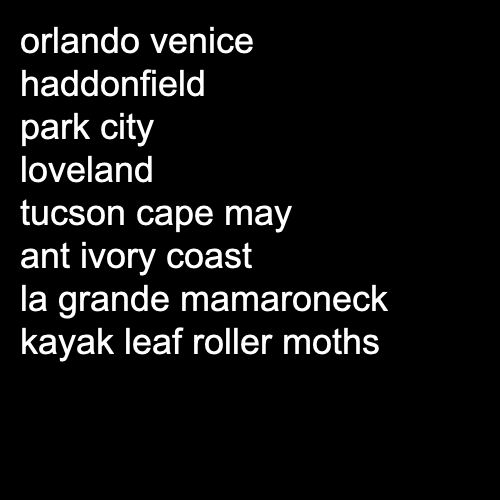 orlando venice
haddonfield
park city
loveland
tucson cape may
ant ivory coast
la grande mamaroneck
kayak leaf roller moths